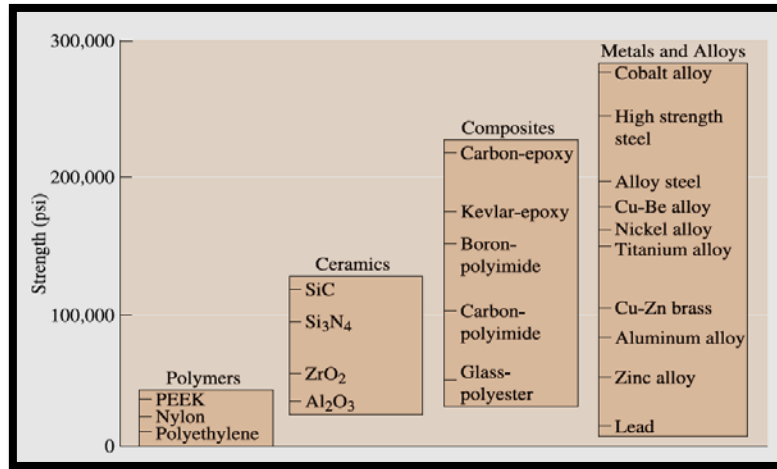 300,000
200,000
100,000
0
Strength (psi)
Polymers
PEEK
Nylon
Polyethylene
Ceramics
SiC
Si₃N₄
ZrO₂
Al₂O₃
Composites
Carbon-epoxy
Kevlar-epoxy
Boron-
polyimide
Carbon-
polyimide
Glass-
polyester
Metals and Alloys
Cobalt alloy
High strength
steel
Alloy steel
Cu-Be alloy
Nickel alloy
Titanium alloy
Cu-Zn brass
Aluminum alloy
Zinc alloy
Lead